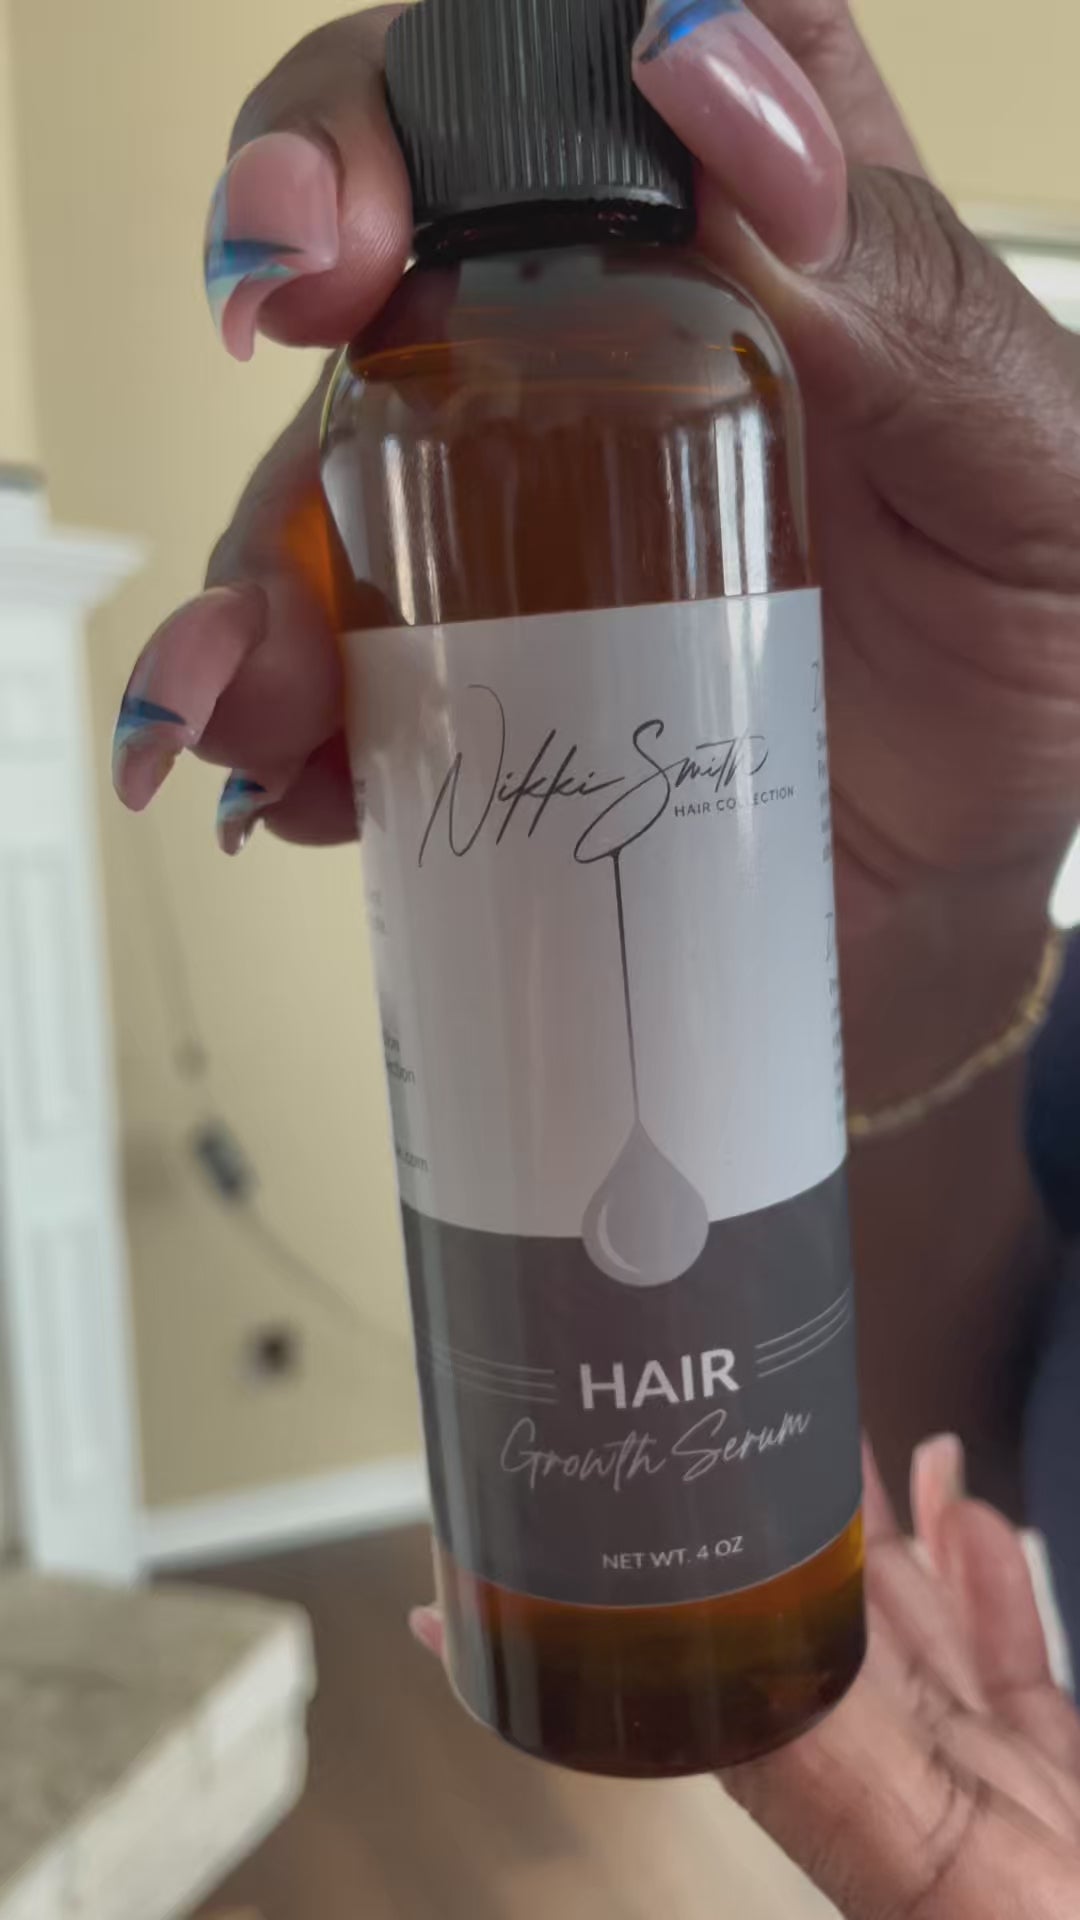 Nikki Smith
HAIR COLLECTION
HAIR
Growth Serum
NET WT. 4 OZ